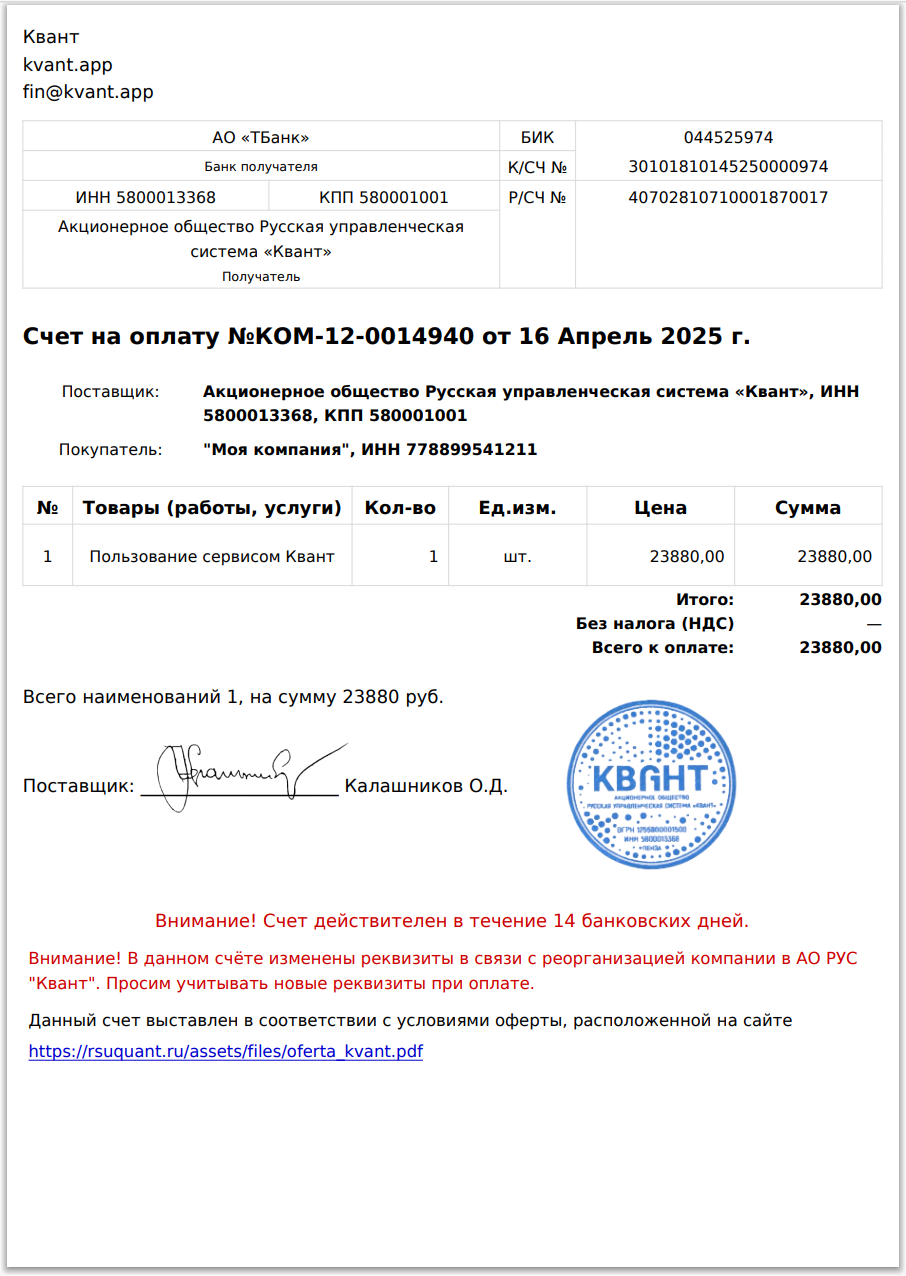 Квант
kvant.app
fin@kvant.app
АО «ТБанк» БИК 044525974
Банк получателя К/СЧ № 30101810145250000974
ИНН 5800013368 КПП 580001001 Р/СЧ № 40702810710001870017
Акционерное общество Русская управленческая
система «Квант»
Получатель
Счет на оплату №КОМ-12-0014940 от 16 Апрель 2025 г.
Поставщик: Акционерное общество Русская управленческая система «Квант», ИНН
5800013368, КПП 580001001
Покупатель: "Моя компания", ИНН 778899541211
№ Товары (работы, услуги) Кол-во Ед.изм. Цена Сумма
1 Пользование сервисом Квант 1 шт. 23880,00 23880,00
Итого: 23880,00
Без налога (НДС) —
Всего к оплате: 23880,00
Всего наименований 1, на сумму 23880 руб.
Поставщик: Калашников О.Д.
КВАНТ
АКЦИОНЕРНОЕ ОБЩЕСТВО
РУССКАЯ УПРАВЛЕНЧЕСКАЯ СИСТЕМА «КВАНТ»
ОГРН
ИНН 5800013368
ПЕНЗА
Внимание! Счет действителен в течение 14 банковских дней.
Внимание! В данном счёте изменены реквизиты в связи с реорганизацией компании в АО РУС
"Квант". Просим учитывать новые реквизиты при оплате.
Данный счет выставлен в соответствии с условиями оферты, расположенной на сайте
https://rsuquant.ru/assets/files/oferta_kvant.pdf